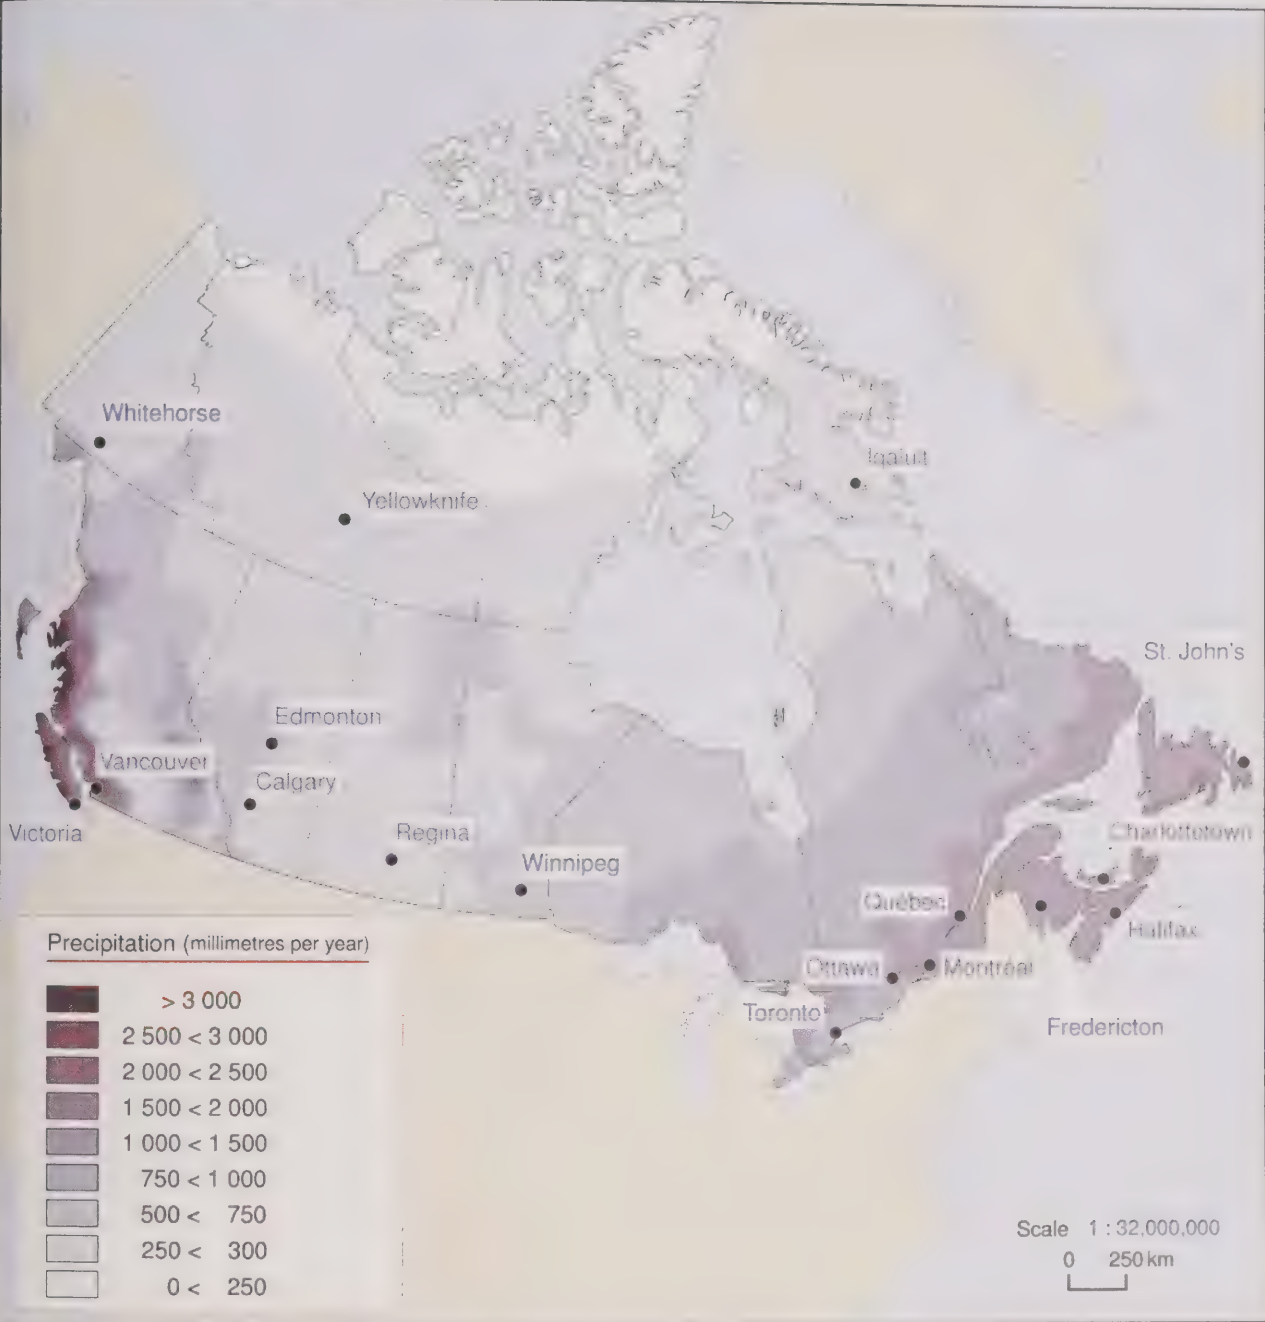 Whitehorse
Iqaluit
Yellowknife
St. John's
Edmonton
Vancouver
Calgary
Victoria
Regina
Charlottetown
Winnipeg
Québec
Halifax
Ottawa
Montréal
Toronto
Fredericton
Precipitation (millimetres per year)
> 3 000
2 500 < 3 000
2 000 < 2 500
1 500 < 2 000
1 000 < 1 500
750 < 1 000
500 < 750
250 < 300
0 < 250
Scale 1 : 32,000,000
0 250 km